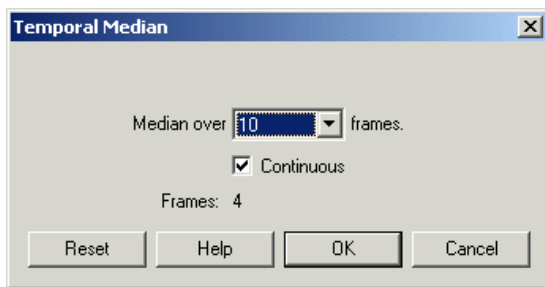 Temporal Median
Median over 10 frames.
Continuous
Frames: 4
Reset Help OK Cancel